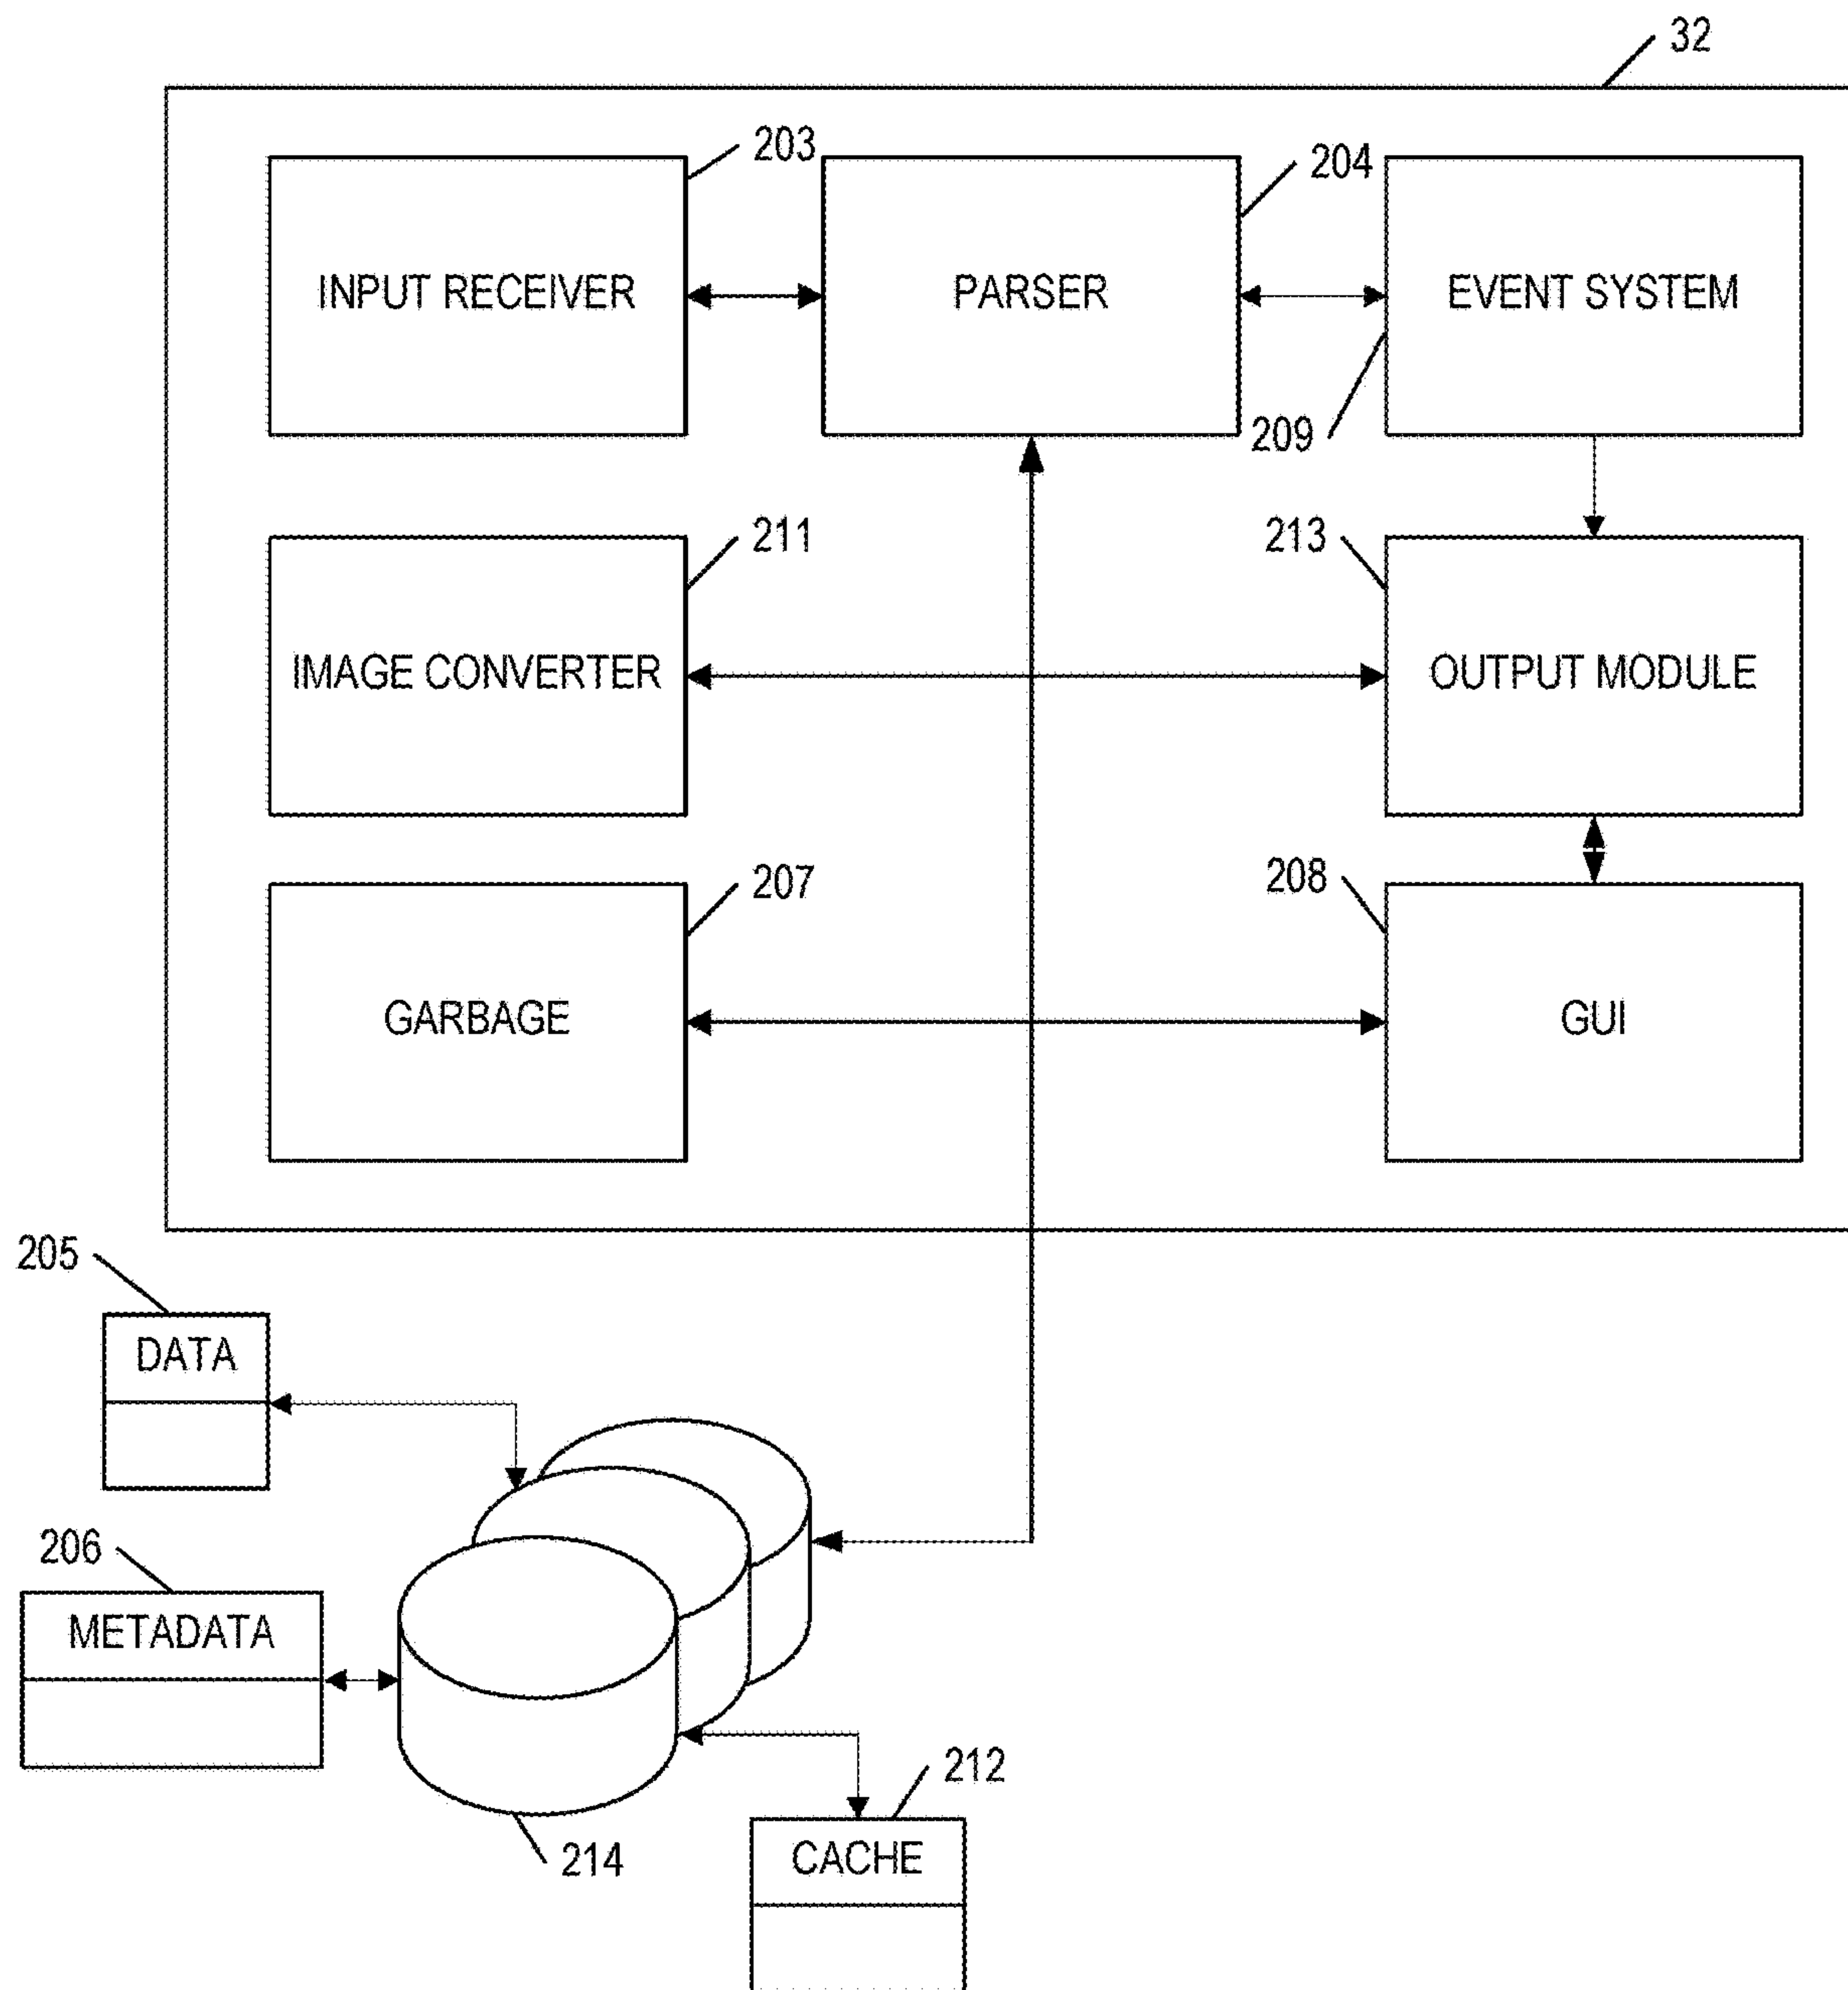 32
203
204
INPUT RECEIVER
PARSER
EVENT SYSTEM
209
211
213
IMAGE CONVERTER
OUTPUT MODULE
207
208
GARBAGE
GUI
205
DATA
206
METADATA
212
214
CACHE